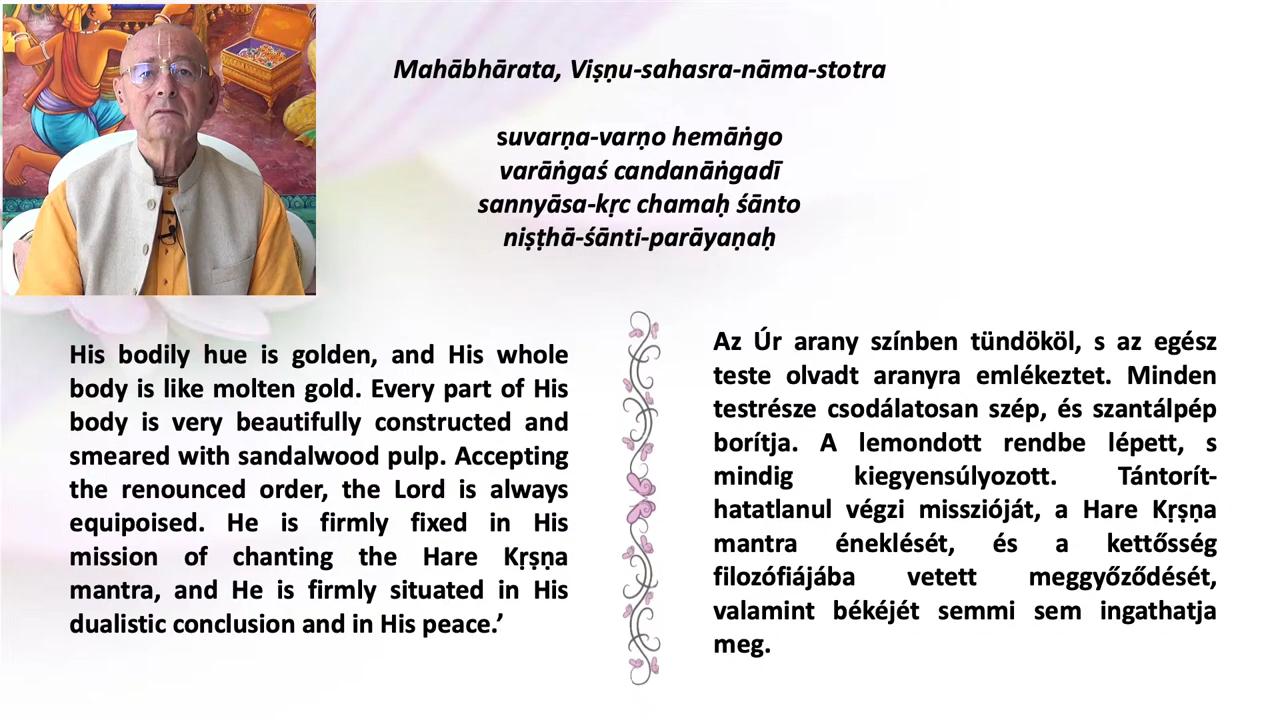 Mahābhārata, Viṣṇu-sahasra-nāma-stotra
suvarṇa-varṇo hemāṅgo
varāṅgaś candanāṅgadī
sannyāsa-kṛc chamaḥ śānto
niṣṭhā-śānti-parāyaṇaḥ
His bodily hue is golden, and His whole
body is like molten gold. Every part of His
body is very beautifully constructed and
smeared with sandalwood pulp. Accepting
the renounced order, the Lord is always
equipoised. He is firmly fixed in His
mission of chanting the Hare Kṛṣṇa
mantra, and He is firmly situated in His
dualistic conclusion and in His peace.’
Az Úr arany színben tündököl, s az egész
teste olvadt aranyra emlékeztet. Minden
testrésze csodálatosan szép, és szantálpép
borítja. A lemondott rendbe lépett, s
mindig kiegyensúlyozott. Tántorít-
hatatlanul végzi misszióját, a Hare Kṛṣṇa
mantra éneklését, és a kettősség
filozófiájába vetett meggyőződését,
valamint békéjét semmi sem ingathatja
meg.